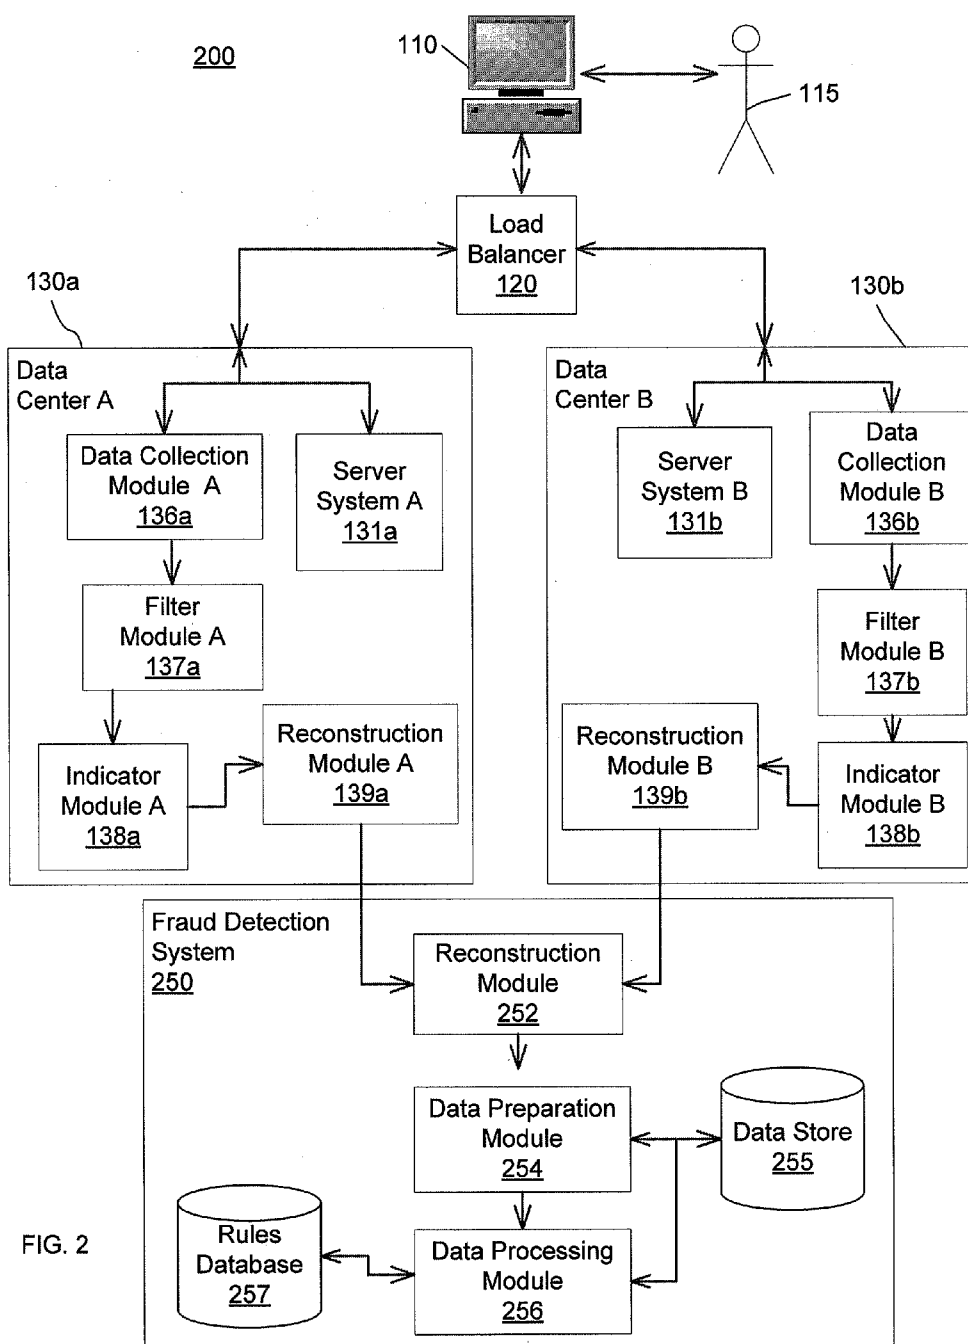 200
110
115
Load
Balancer
120
130a
130b
Data
Center A
Data
Center B
Data Collection
Module A
136a
Server
System A
131a
Server
System B
131b
Data
Collection
Module B
136b
Filter
Module A
137a
Filter
Module B
137b
Indicator
Module A
138a
Reconstruction
Module A
139a
Reconstruction
Module B
139b
Indicator
Module B
138b
Fraud Detection
System
250
Reconstruction
Module
252
Data Preparation
Module
254
Data Store
255
Rules
Database
257
Data Processing
Module
256
FIG. 2